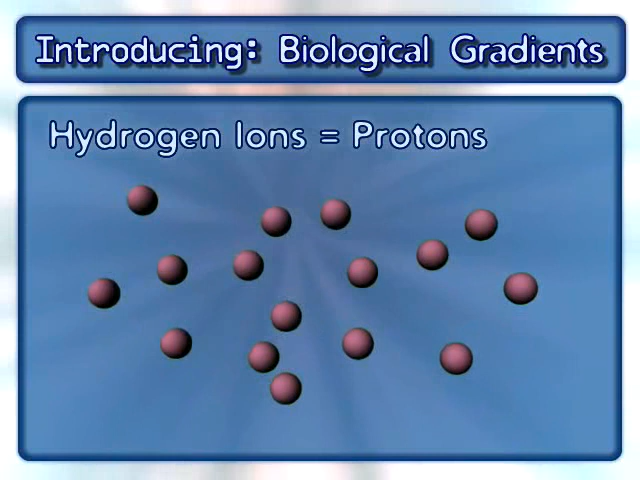 Introducing: Biological Gradients
Hydrogen Ions = Protons